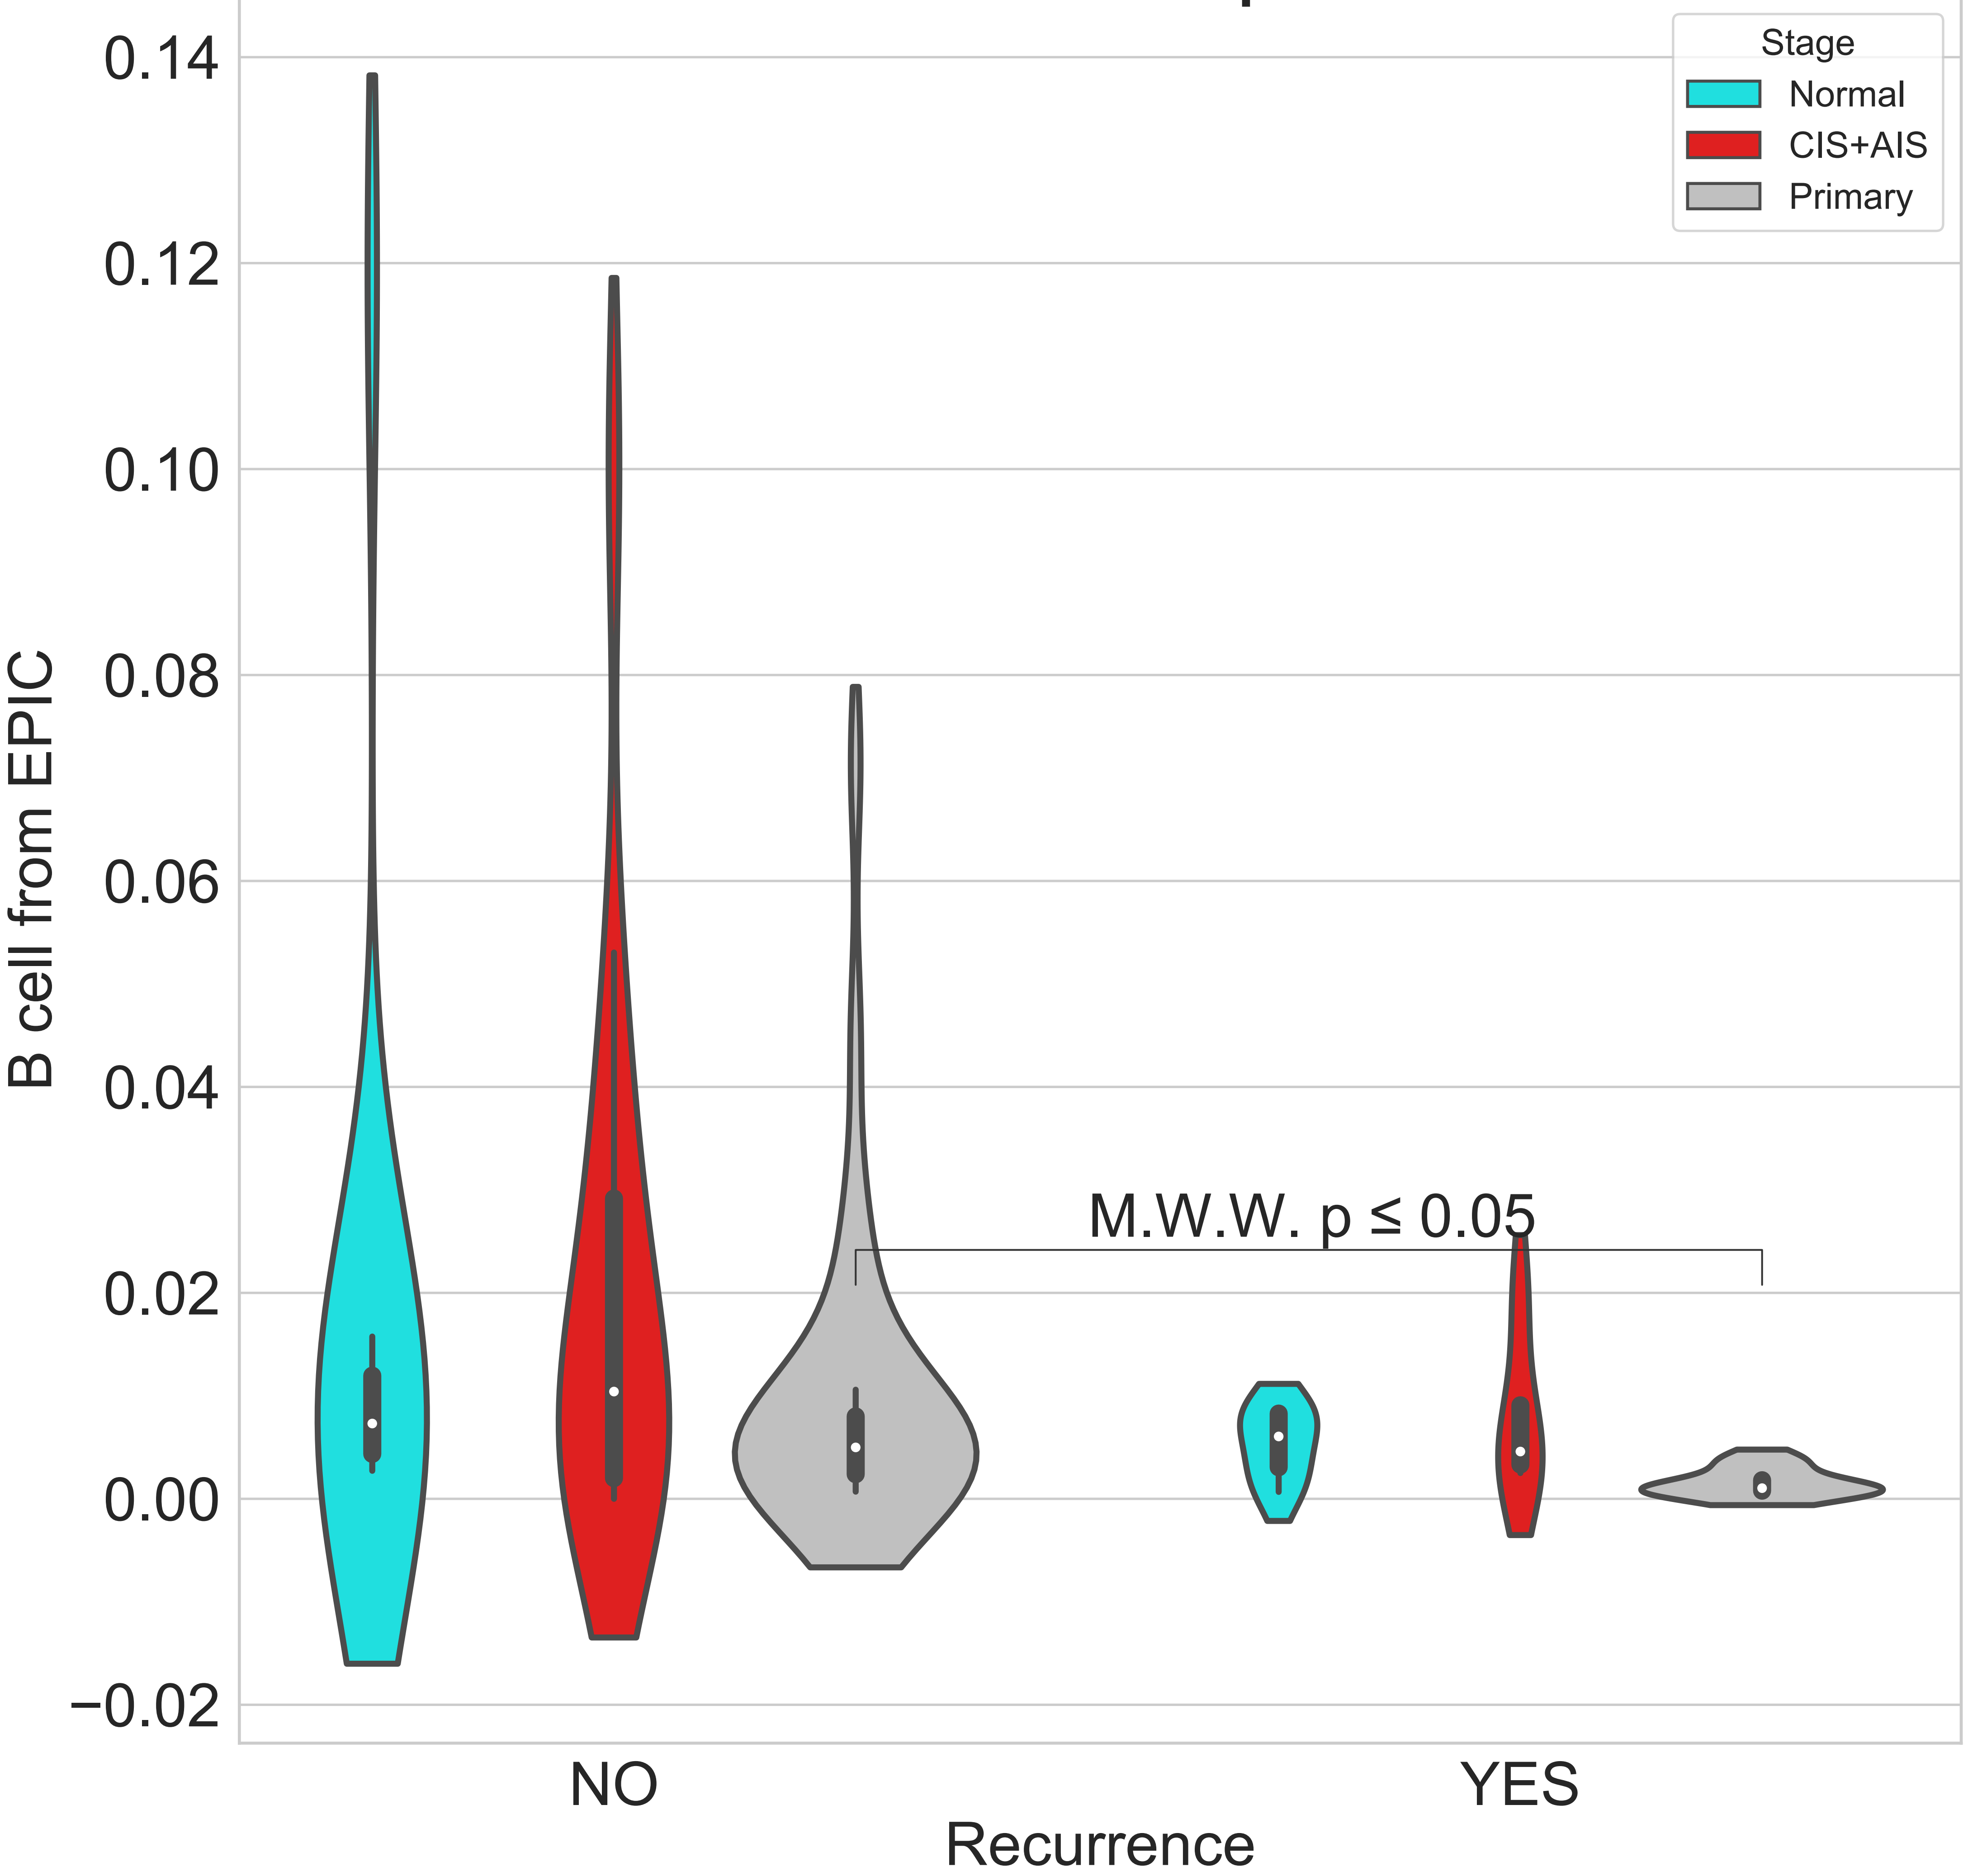 Stage
Normal
CIS+AIS
Primary
0.14
0.12
0.10
0.08
0.06
0.04
0.02
0.00
−0.02
B cell from EPIC
M.W.W. p ≤ 0.05
NO
YES
Recurrence